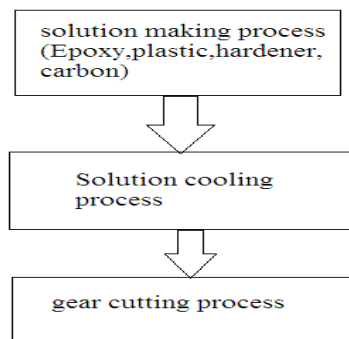 solution making process
(Epoxy,plastic,hardener,
carbon)
Solution cooling
process
gear cutting process